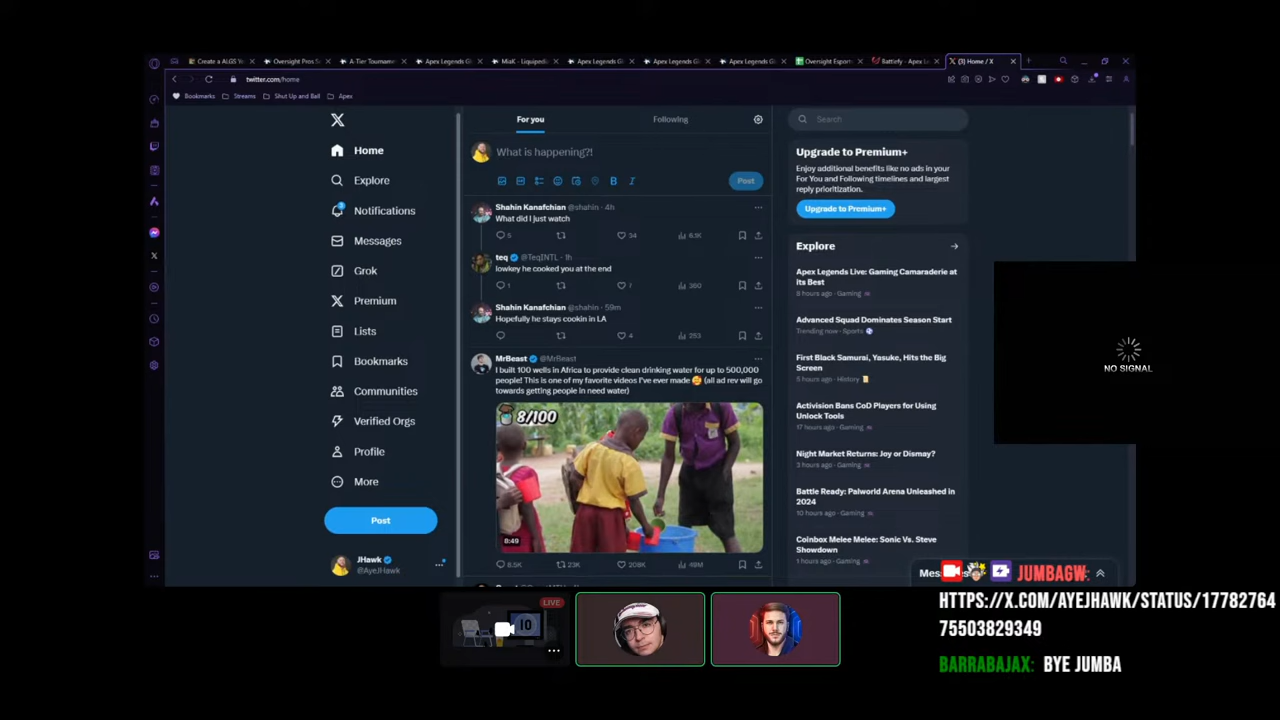 Create a ALGS Y
Oversight Pros S
A-Tier Tournam
Apex Legends Gl
MiaK - Liquipedi
Apex Legends Gl
Apex Legends Gl
Apex Legends Gl
Oversight Esport
Battlefy - Apex Le
(3) Home / X
twitter.com/home
Bookmarks
Streams
Shut Up and Ball
Apex
Home
Explore
Notifications
Messages
Grok
Premium
Lists
Bookmarks
Communities
Verified Orgs
Profile
More
Post
JHawk
@AyeJHawk
For you
Following
What is happening?!
Post
Shahin Kanafchian @shahin · 4h
What did I just watch
5
34
6.9K
teq @TeqINTL · 1h
lowkey he cooked you at the end
1
7
360
Shahin Kanafchian @shahin · 59m
Hopefully he stays cookin in LA
4
253
MrBeast @MrBeast
I built 100 wells in Africa to provide clean drinking water for up to 500,000
people! This is one of my favorite videos I've ever made 🥰 (all ad rev will go
towards getting people in need water)
8/100
8:49
8.5K
23K
208K
49M
Search
Upgrade to Premium+
Enjoy additional benefits like no ads in your
For You and Following timelines and largest
reply prioritization.
Upgrade to Premium+
Explore
Apex Legends Live: Gaming Camaraderie at
Its Best
8 hours ago · Gaming
Advanced Squad Dominates Season Start
Trending now · Sports
First Black Samurai, Yasuke, Hits the Big
Screen
5 hours ago · History
Activision Bans CoD Players for Using
Unlock Tools
17 hours ago · Gaming
Night Market Returns: Joy or Dismay?
3 hours ago · Gaming
Battle Ready: Palworld Arena Unleashed in
2024
10 hours ago · Gaming
Coinbox Melee Melee: Sonic Vs. Steve
Showdown
1 hours ago · Gaming
NO SIGNAL
LIVE
10
JUMBAGW:
HTTPS://X.COM/AYEJHAWK/STATUS/17782764
75503829349
BARRABAJAX: BYE JUMBA